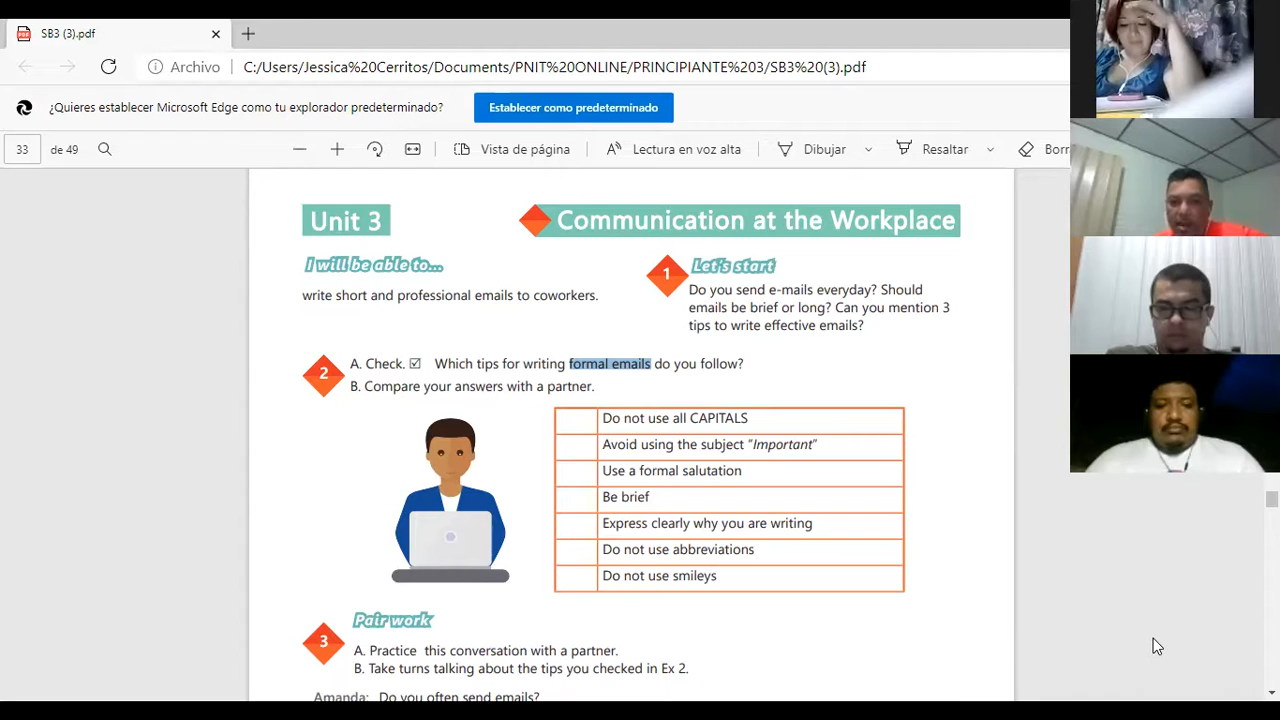 SB3 (3).pdf
Archivo
C:/Users/Jessica%20Cerritos/Documents/PNIT%20ONLINE/PRINCIPIANTE%203/SB3%20(3).pdf
¿Quieres establecer Microsoft Edge como tu explorador predeterminado?
Establecer como predeterminado
33 de 49
Vista de página
Lectura en voz alta
Dibujar
Resaltar
Borr
Unit 3
Communication at the Workplace
I will be able to...
write short and professional emails to coworkers.
1
Let's start
Do you send e-mails everyday? Should
emails be brief or long? Can you mention 3
tips to write effective emails?
2
A. Check. ☑ Which tips for writing formal emails do you follow?
B. Compare your answers with a partner.
Do not use all CAPITALS
Avoid using the subject "Important"
Use a formal salutation
Be brief
Express clearly why you are writing
Do not use abbreviations
Do not use smileys
Pair work
3
A. Practice this conversation with a partner.
B. Take turns talking about the tips you checked in Ex 2.
Amanda: Do you often send emails?